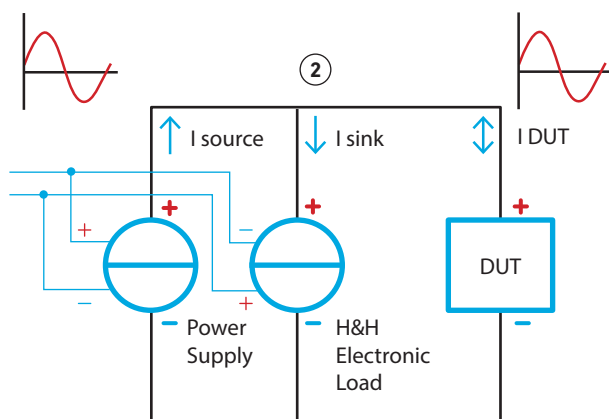 2
I source
I sink
I DUT
+
+
+
+
−
DUT
−
+
−
−
−
Power
Supply
H&H
Electronic
Load